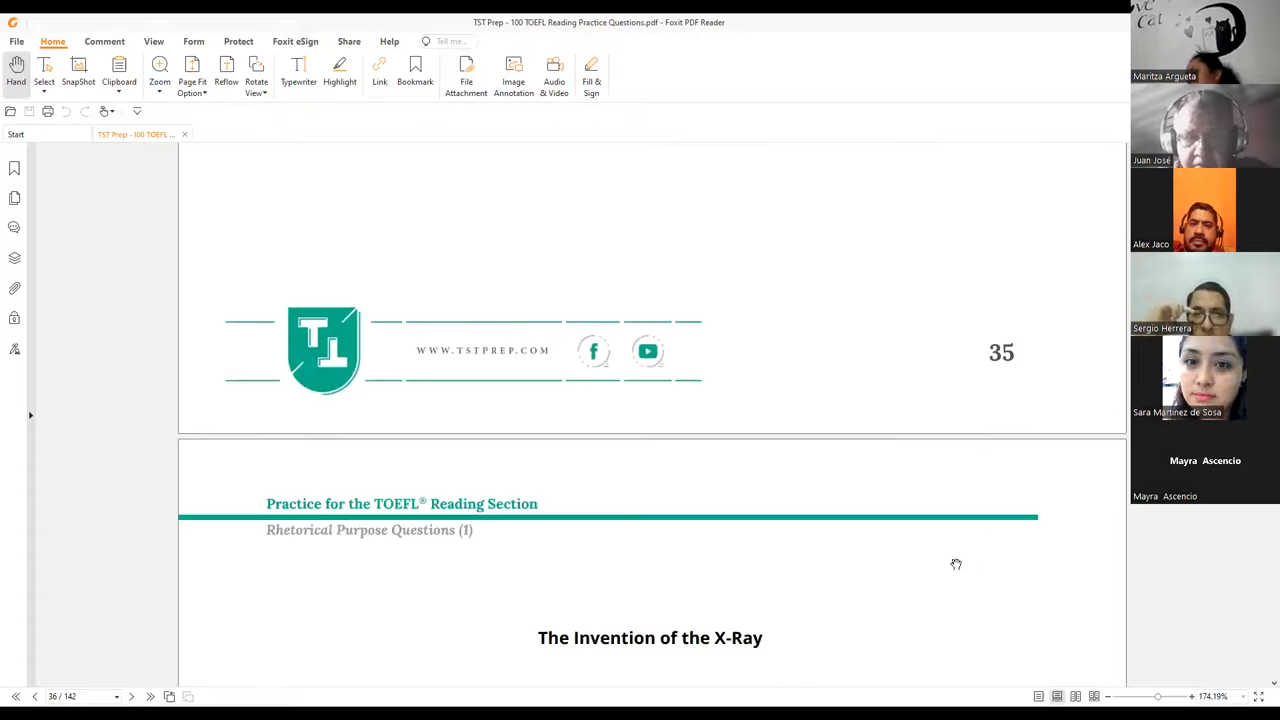 TST Prep - 100 TOEFL Reading Practice Questions.pdf - Foxit PDF Reader
File Home Comment View Form Protect Foxit eSign Share Help Tell me...
Hand Select SnapShot Clipboard Zoom Page Fit Option Reflow Rotate View Typewriter Highlight Link Bookmark File Attachment Image Annotation Audio & Video Fill & Sign
Start TST Prep - 100 TOEFL ...
WWW.TSTPREP.COM
35
Practice for the TOEFL® Reading Section
Rhetorical Purpose Questions (1)
The Invention of the X-Ray
36 / 142
174.19%
Cat
Maritza Argueta
Juan José
Alex Jaco
Sergio Herrera
Sara Martinez de Sosa
Mayra Ascencio
Mayra Ascencio